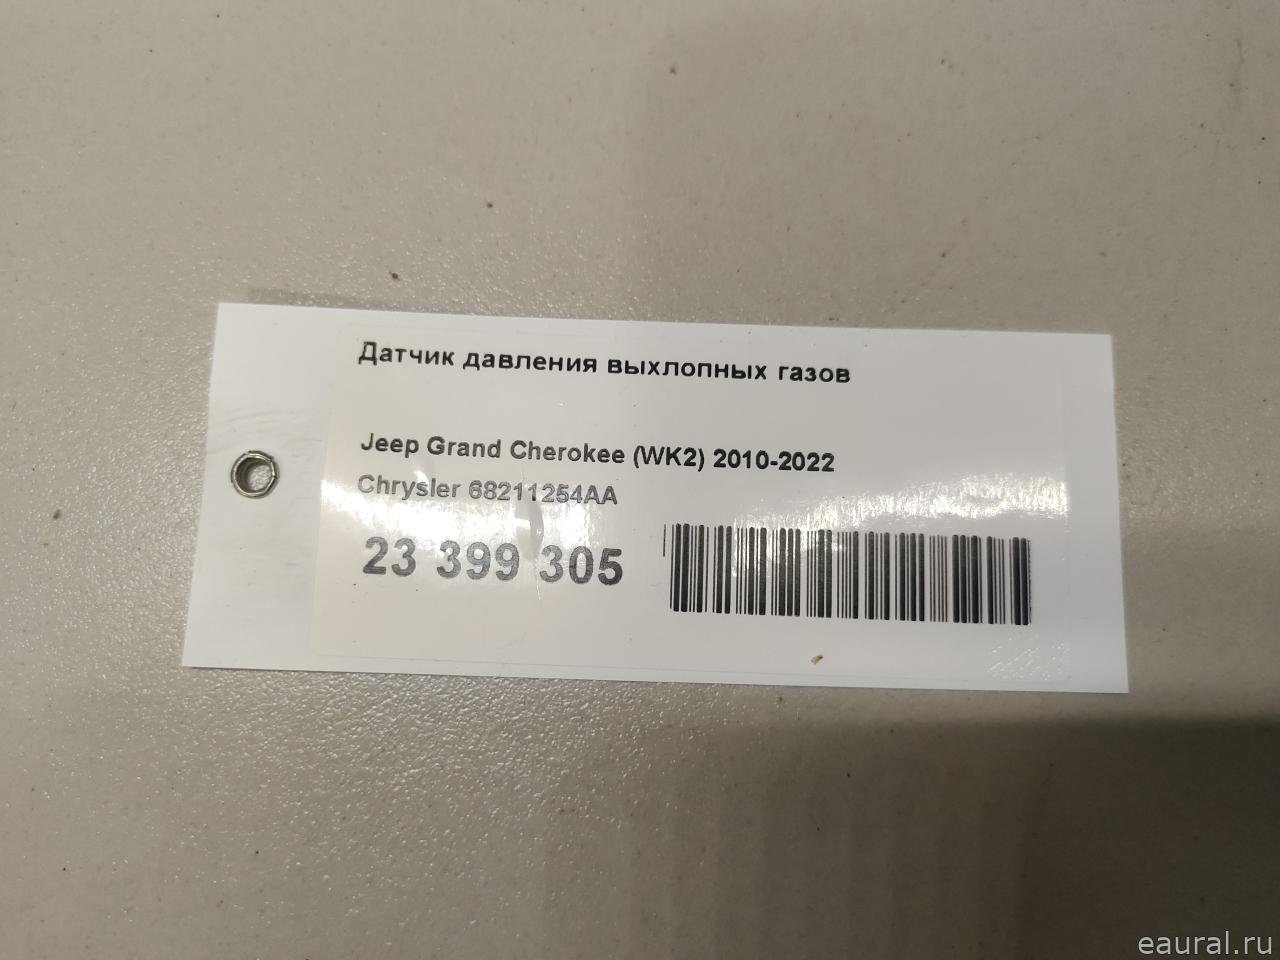 Датчик давления выхлопных газов
Jeep Grand Cherokee (WK2) 2010-2022
Chrysler 68211254AA
23 399 305
eaural.ru